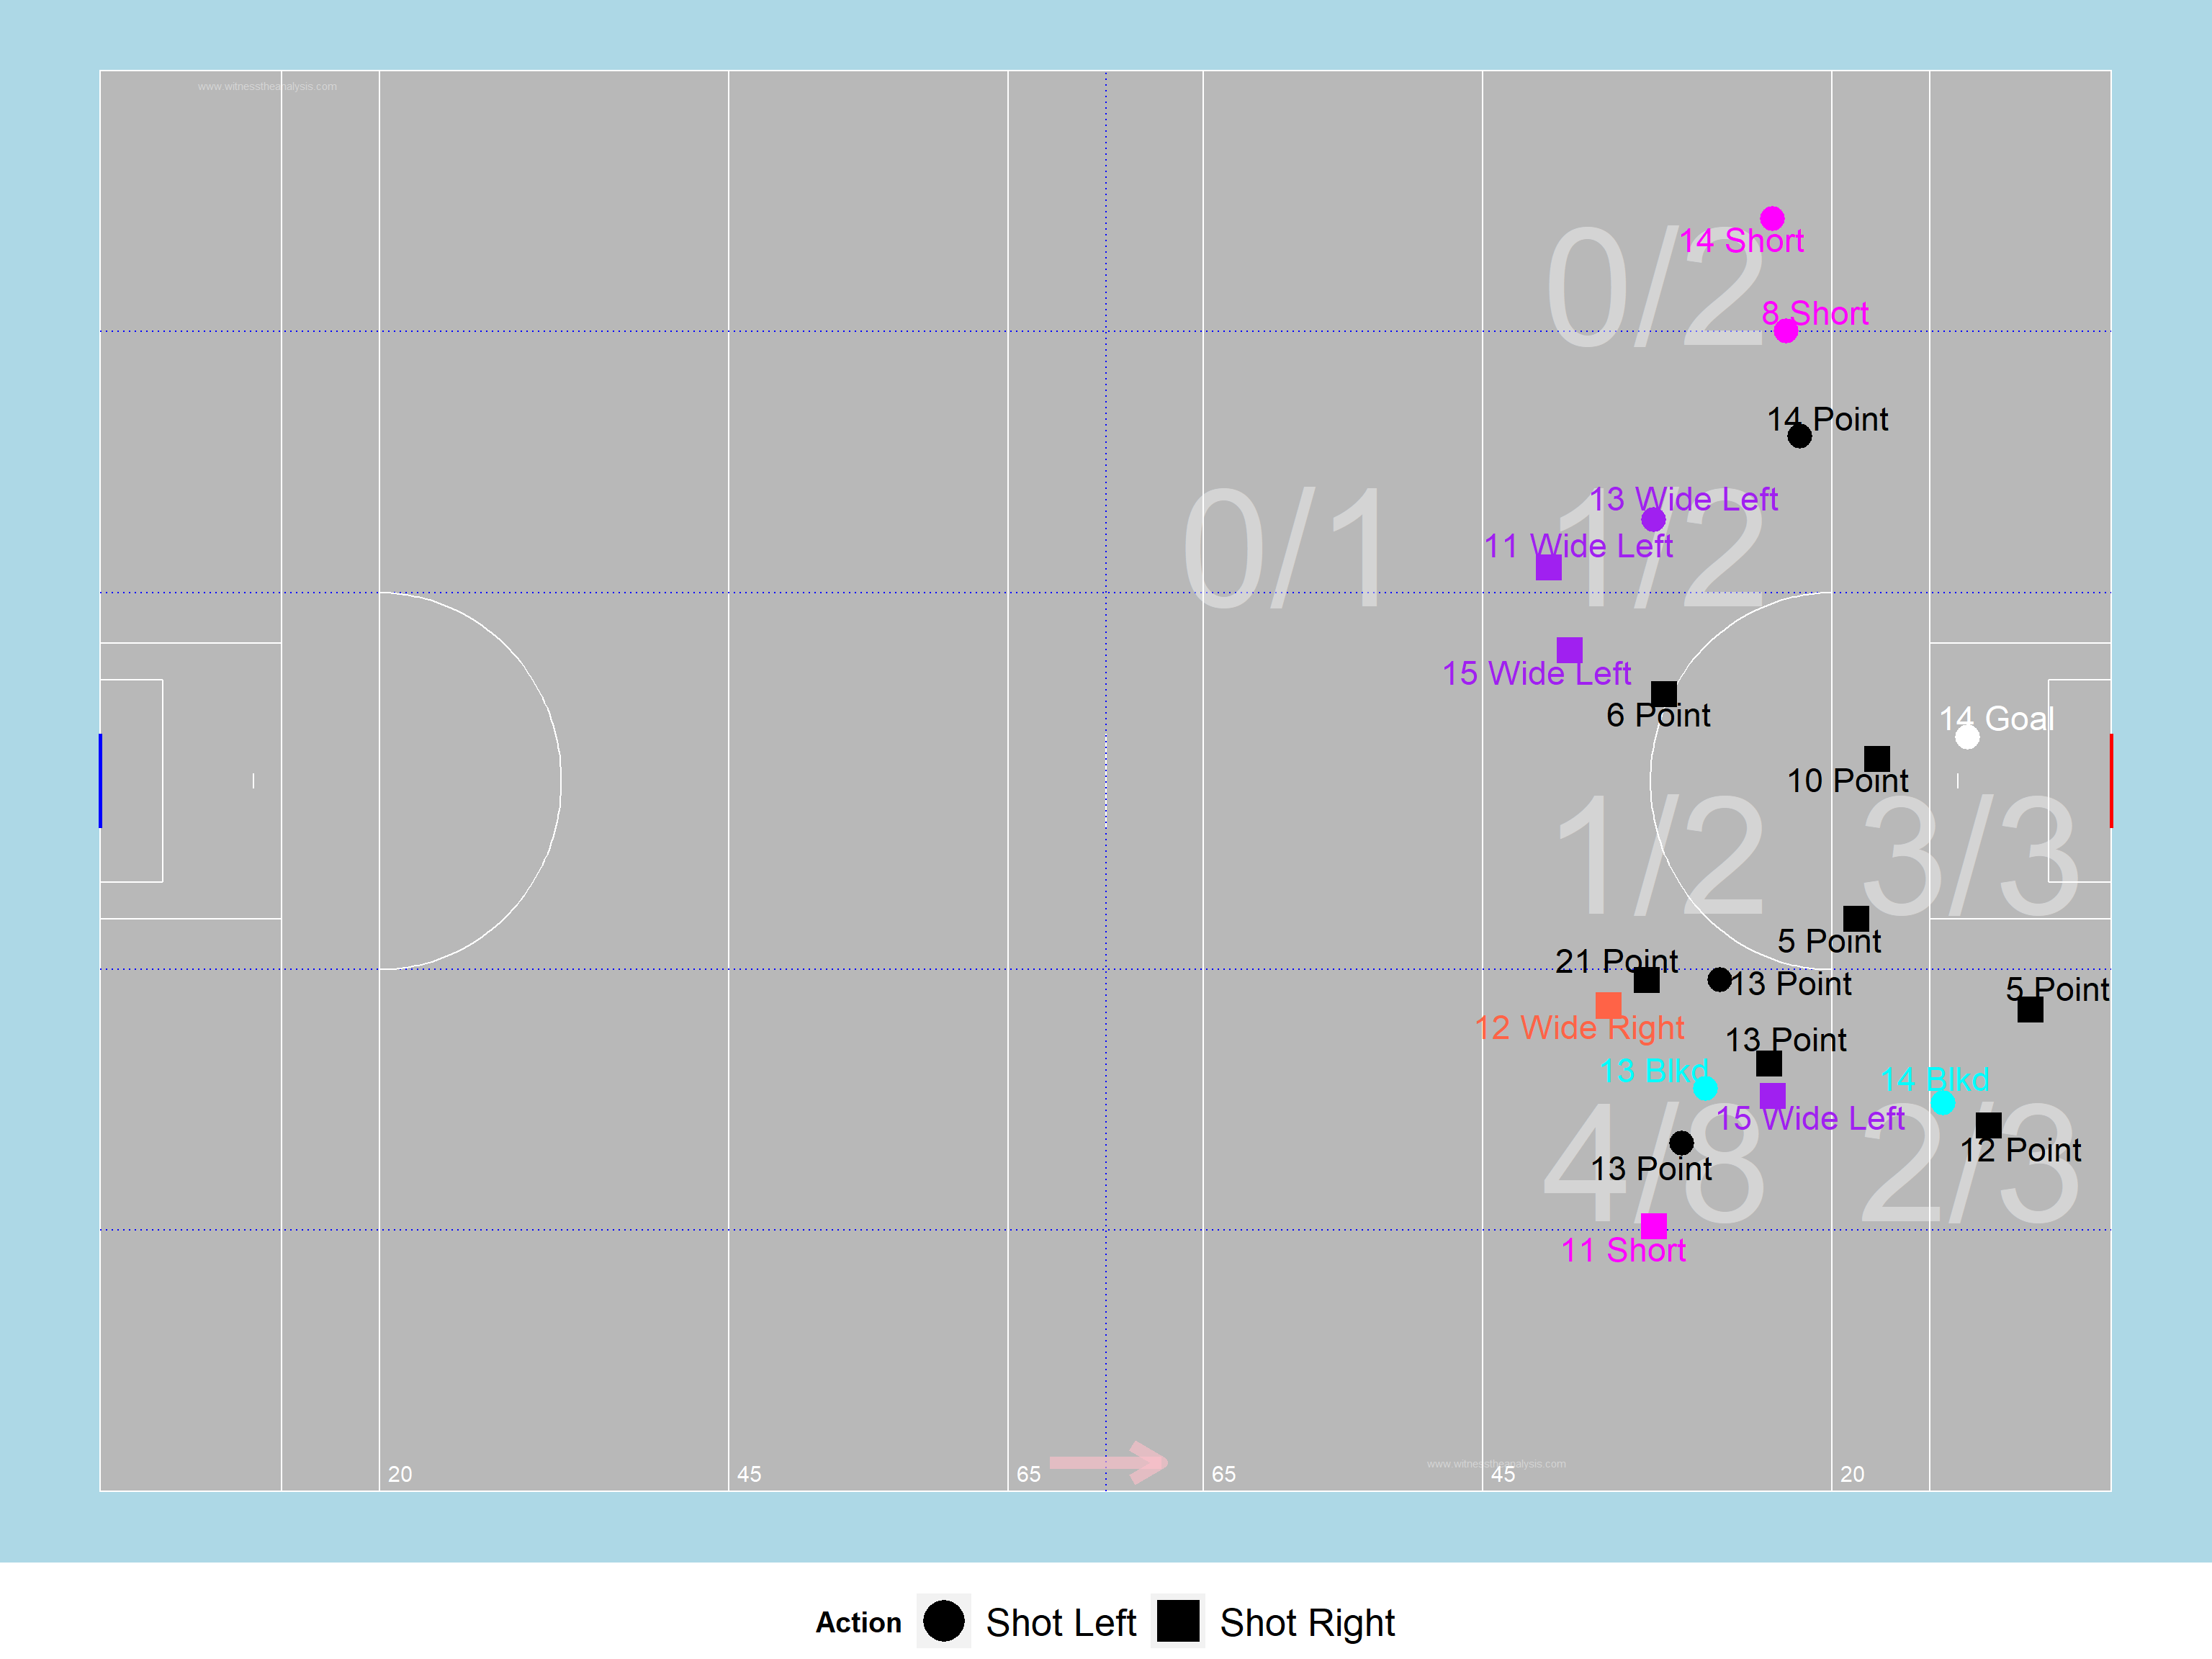 www.witnesstheanalysis.com
14 Short
0/2
8 Short
14 Point
13 Wide Left
0/1
1/2
11 Wide Left
15 Wide Left
6 Point
14 Goal
10 Point
1/2
3/3
5 Point
21 Point
13 Point
5 Point
12 Wide Right
13 Point
13 Blkd
14 Blkd
15 Wide Left
12 Point
13 Point
4/8
2/3
11 Short
www.witnesstheanalysis.com
20 45 65 65 45 20
Action Shot Left Shot Right